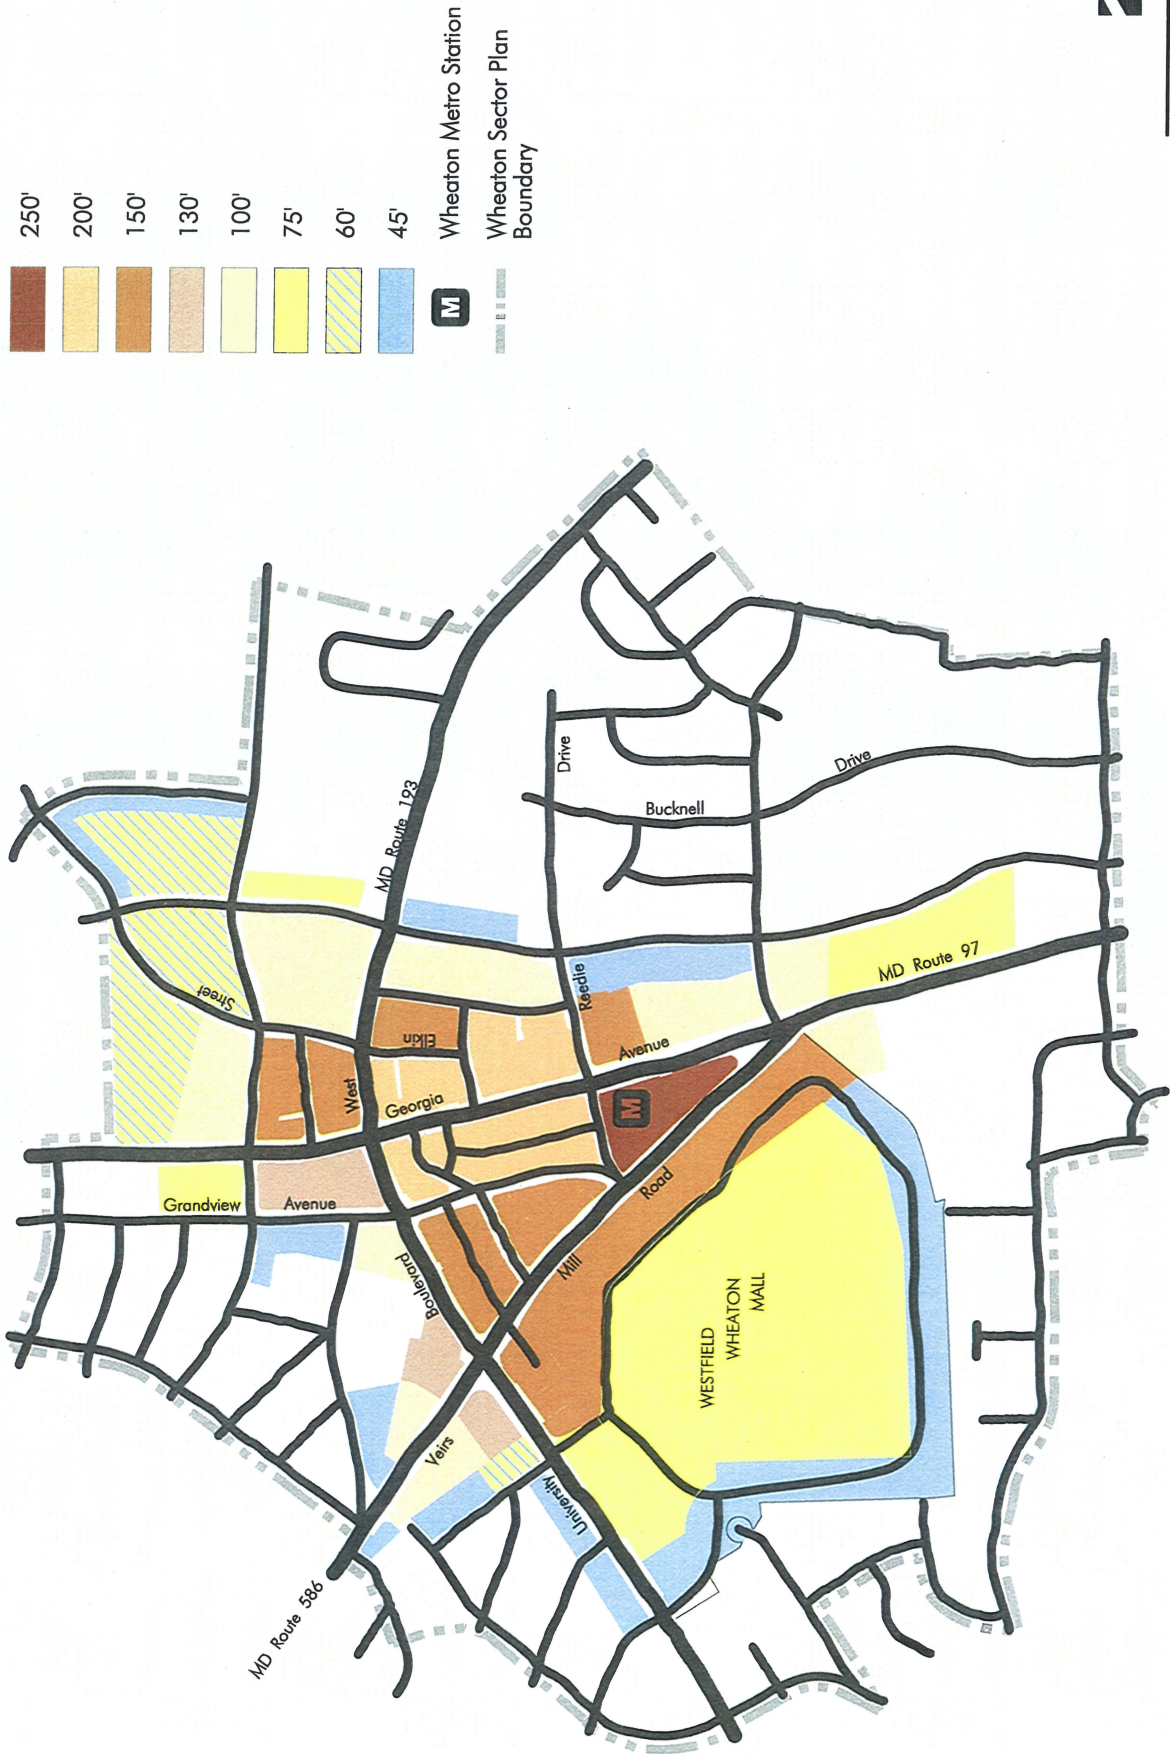 250'
200'
150'
130'
100'
75'
60'
45'
M
Wheaton Metro Station
Wheaton Sector Plan
Boundary
MD Route 193
Drive
Bucknell
Drive
MD Route 97
Reedie
Street
Elkin
Avenue
West
Georgia
M
Grandview
Avenue
Road
Boulevard
Mill
WESTFIELD
WHEATON
MALL
Veirs
University
MD Route 586